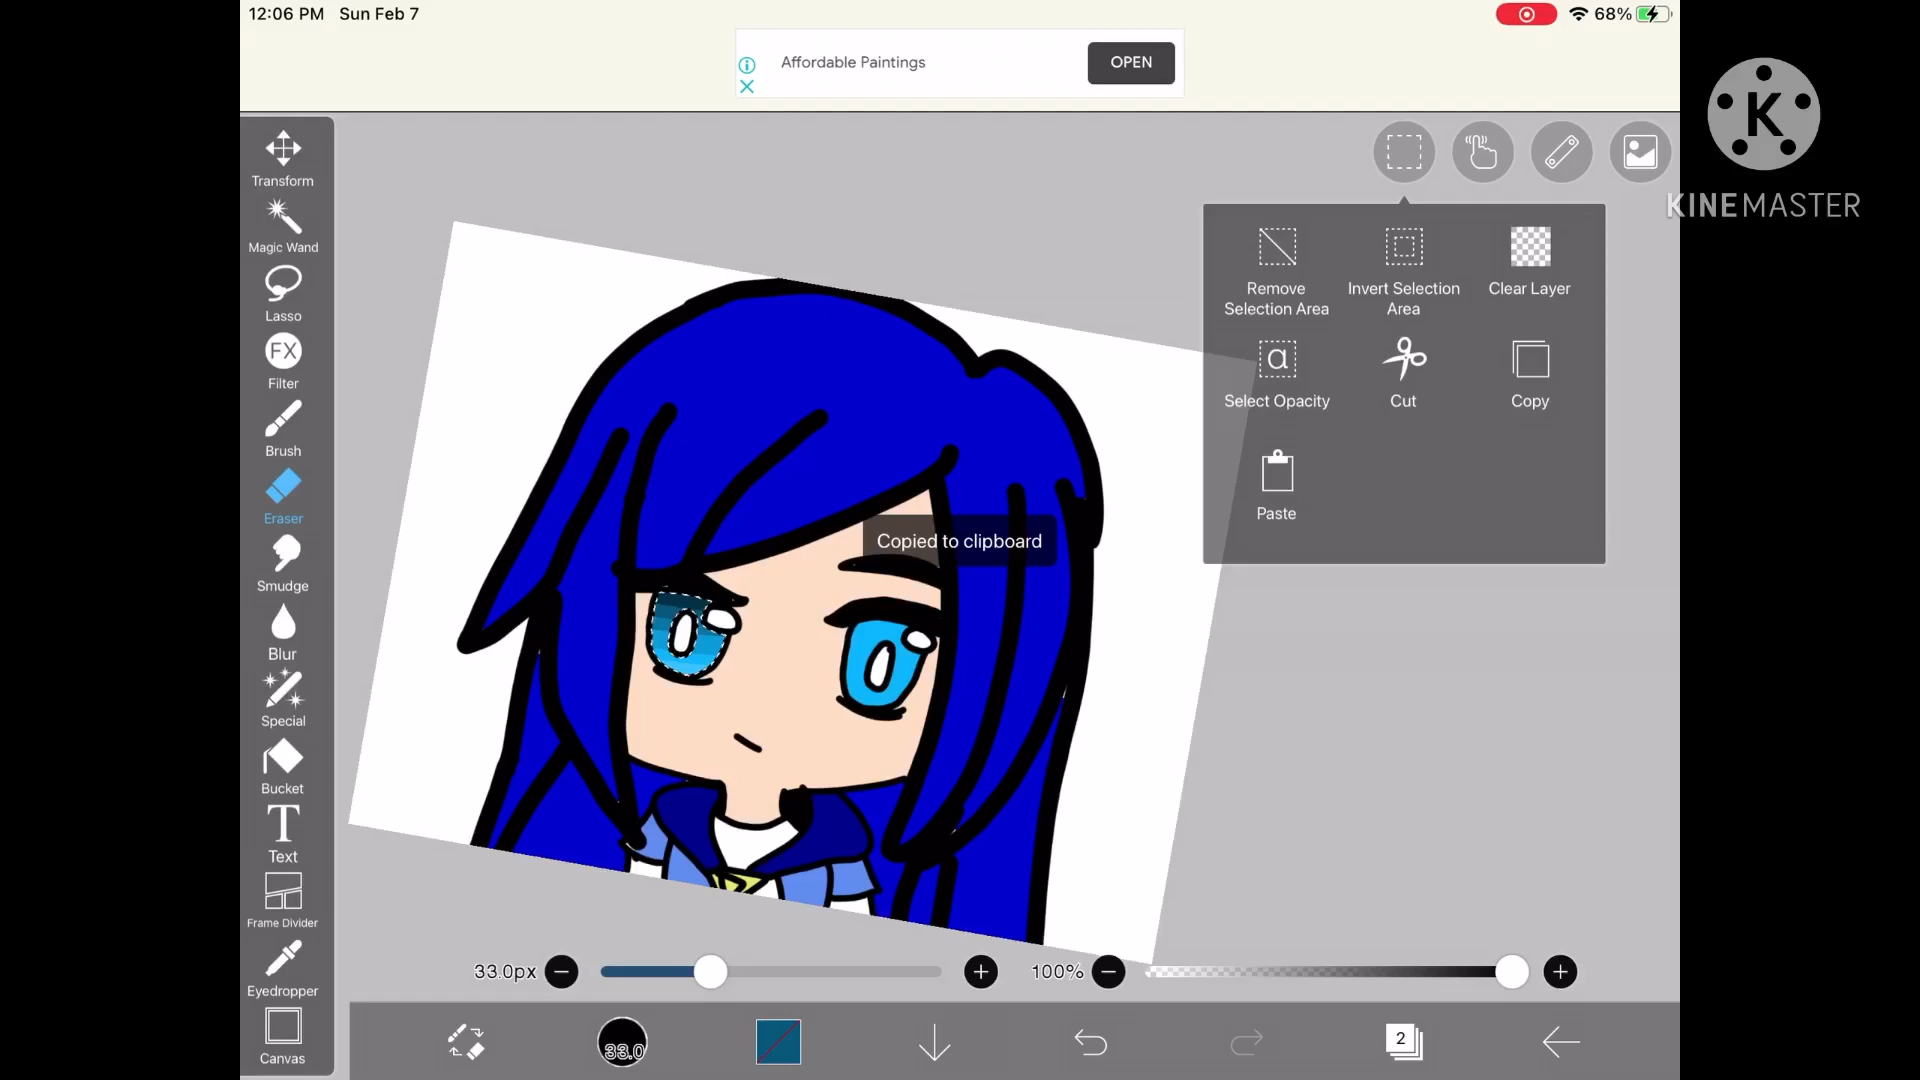 12:06 PM Sun Feb 7
68%
Affordable Paintings
OPEN
K
KINEMASTER
Transform
Magic Wand
Lasso
FX
Filter
Brush
Eraser
Smudge
Blur
Special
Bucket
T
Text
Frame Divider
Eyedropper
Canvas
Remove
Selection Area
Invert Selection
Area
Clear Layer
α
Select Opacity
Cut
Copy
Paste
Copied to clipboard
33.0px
100%
33.0
2